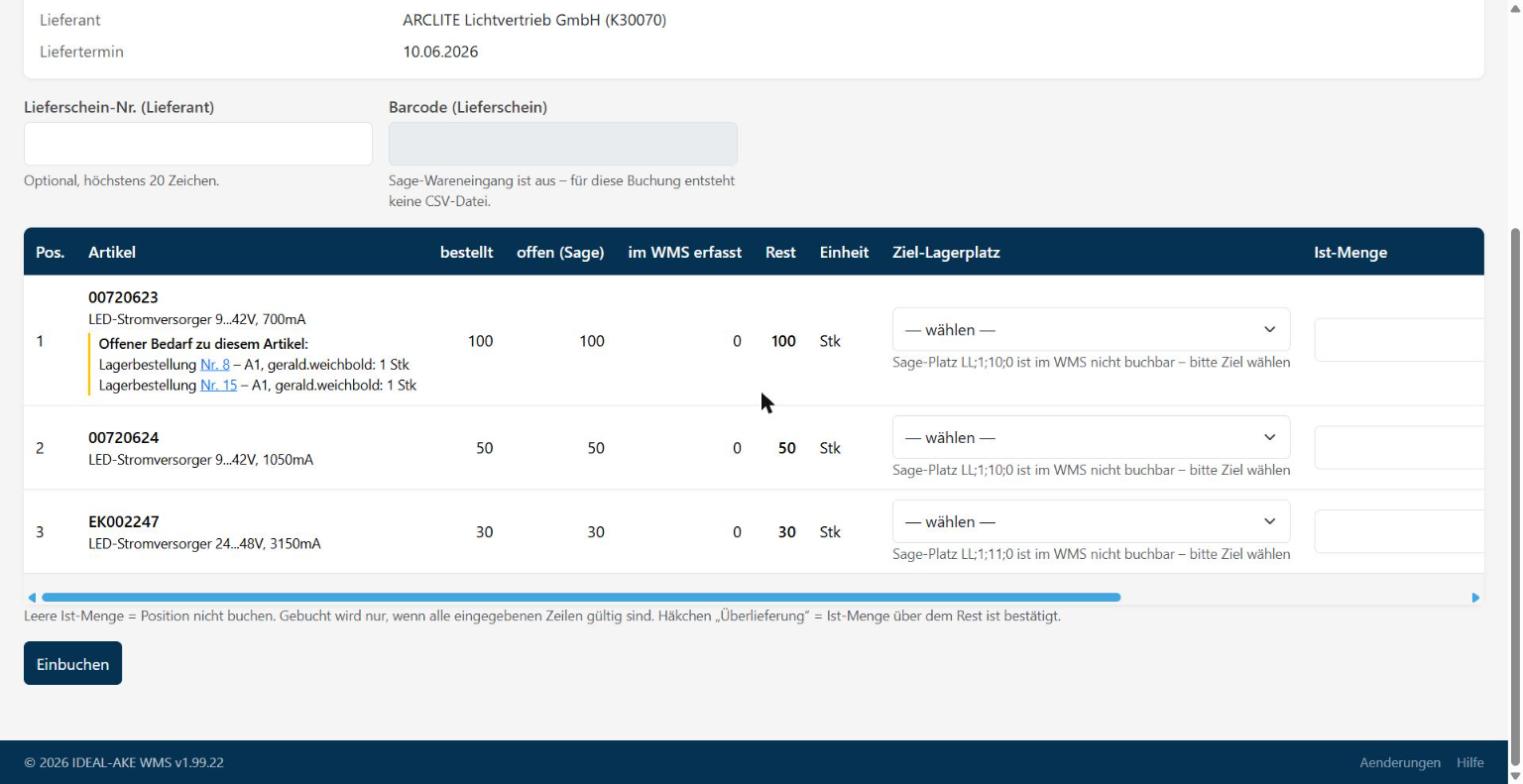 Lieferant ARCLITE Lichtvertrieb GmbH (K30070)
Liefertermin 10.06.2026
Lieferschein-Nr. (Lieferant) Barcode (Lieferschein)
Optional, höchstens 20 Zeichen. Sage-Wareneingang ist aus – für diese Buchung entsteht
keine CSV-Datei.
Pos. Artikel bestellt offen (Sage) im WMS erfasst Rest Einheit Ziel-Lagerplatz Ist-Menge
00720623
LED-Stromversorger 9...42V, 700mA
1 100 100 0 100 Stk — wählen —
Offener Bedarf zu diesem Artikel:
Lagerbestellung Nr. 8 – A1, gerald.weichbold: 1 Stk Sage-Platz LL;1;10;0 ist im WMS nicht buchbar – bitte Ziel wählen
Lagerbestellung Nr. 15 – A1, gerald.weichbold: 1 Stk
00720624
2 50 50 0 50 Stk — wählen —
LED-Stromversorger 9...42V, 1050mA Sage-Platz LL;1;10;0 ist im WMS nicht buchbar – bitte Ziel wählen
EK002247
3 30 30 0 30 Stk — wählen —
LED-Stromversorger 24...48V, 3150mA Sage-Platz LL;1;11;0 ist im WMS nicht buchbar – bitte Ziel wählen
Leere Ist-Menge = Position nicht buchen. Gebucht wird nur, wenn alle eingegebenen Zeilen gültig sind. Häkchen „Überlieferung“ = Ist-Menge über dem Rest ist bestätigt.
Einbuchen
© 2026 IDEAL-AKE WMS v1.99.22 Aenderungen Hilfe